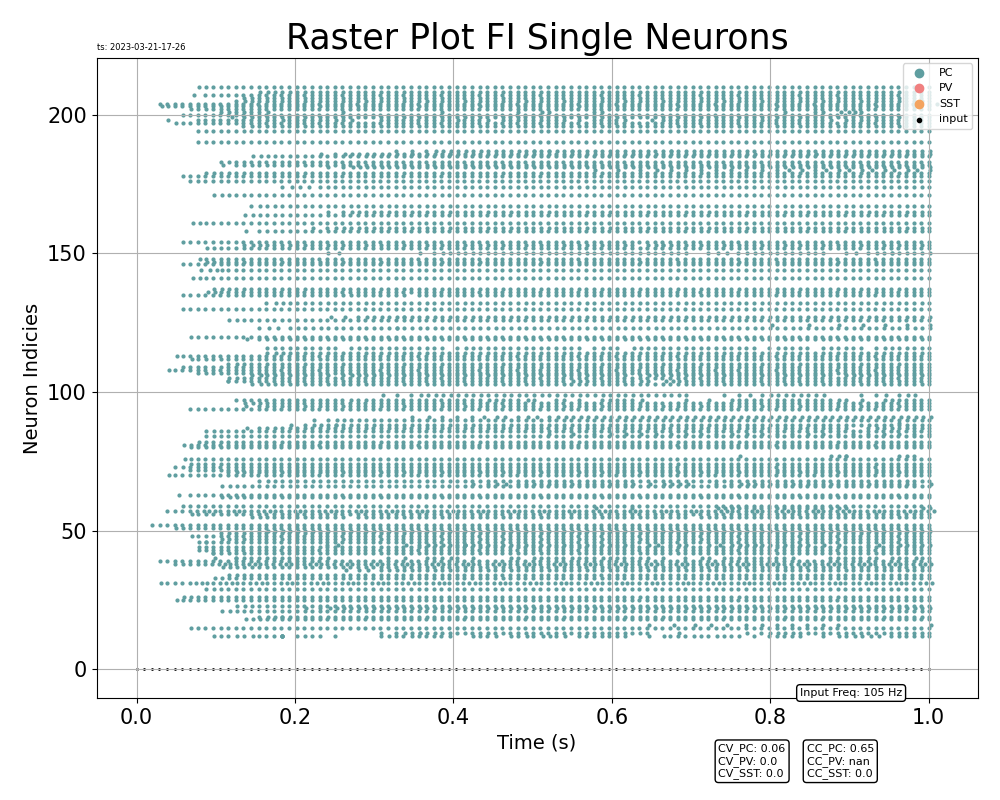 Raster Plot FI Single Neurons
ts: 2023-03-21-17-26
PC
PV
SST
input
200
150
100
50
0
Neuron Indicies
0.0 0.2 0.4 0.6 0.8 1.0
Time (s)
Input Freq: 105 Hz
CV_PC: 0.06
CV_PV: 0.0
CV_SST: 0.0
CC_PC: 0.65
CC_PV: nan
CC_SST: 0.0